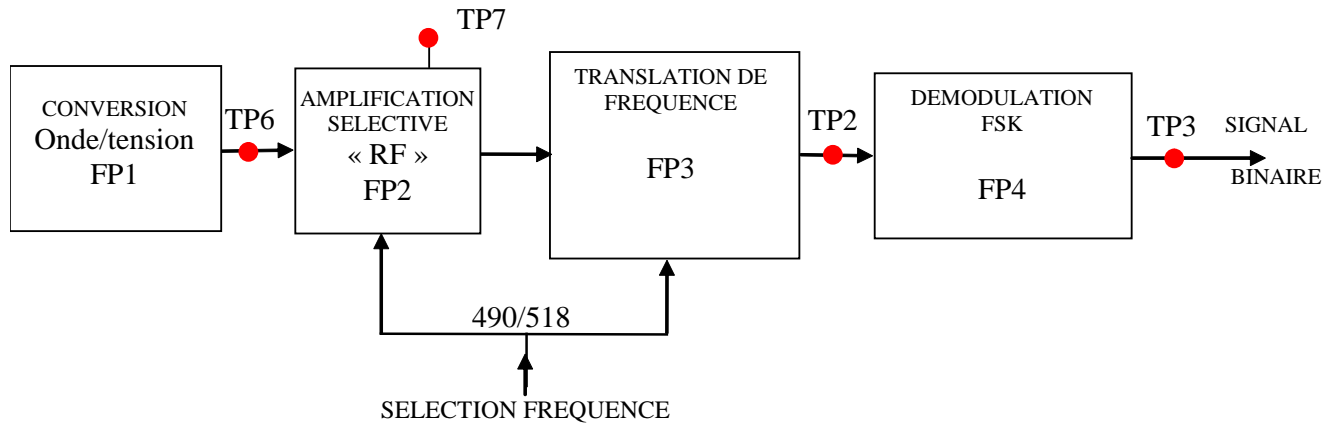 TP7
CONVERSION
Onde/tension
FP1
TP6
AMPLIFICATION
SELECTIVE
« RF »
FP2
TRANSLATION DE
FREQUENCE
FP3
TP2
DEMODULATION
FSK
FP4
TP3
SIGNAL
BINAIRE
490/518
SELECTION FREQUENCE